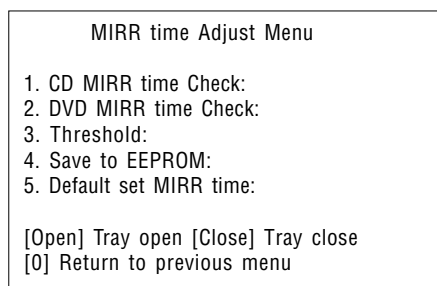 MIRR time Adjust Menu
1. CD MIRR time Check:
2. DVD MIRR time Check:
3. Threshold:
4. Save to EEPROM:
5. Default set MIRR time:
[Open] Tray open [Close] Tray close
[0] Return to previous menu